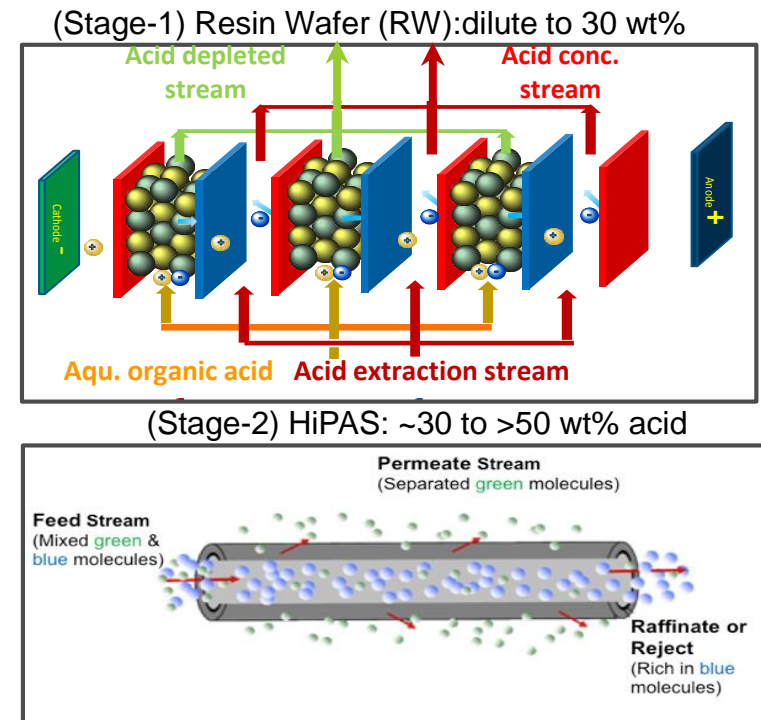 (Stage-1) Resin Wafer (RW):dilute to 30 wt%
Acid depleted
stream
Acid conc.
stream
Cathode -
Anode +
Aqu. organic acid
Acid extraction stream
(Stage-2) HiPAS: ~30 to >50 wt% acid
Permeate Stream
(Separated green molecules)
Feed Stream
(Mixed green &
blue molecules)
Raffinate or
Reject
(Rich in blue
molecules)